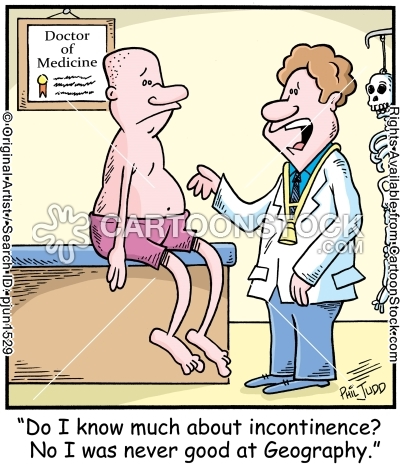 Doctor
of
Medicine
© Original Artist / Search ID: pjun1529
Rights Available from CartoonStock.com
CARTOONSTOCK
.com
PHIL JUDD
“Do I know much about incontinence?
No I was never good at Geography.”